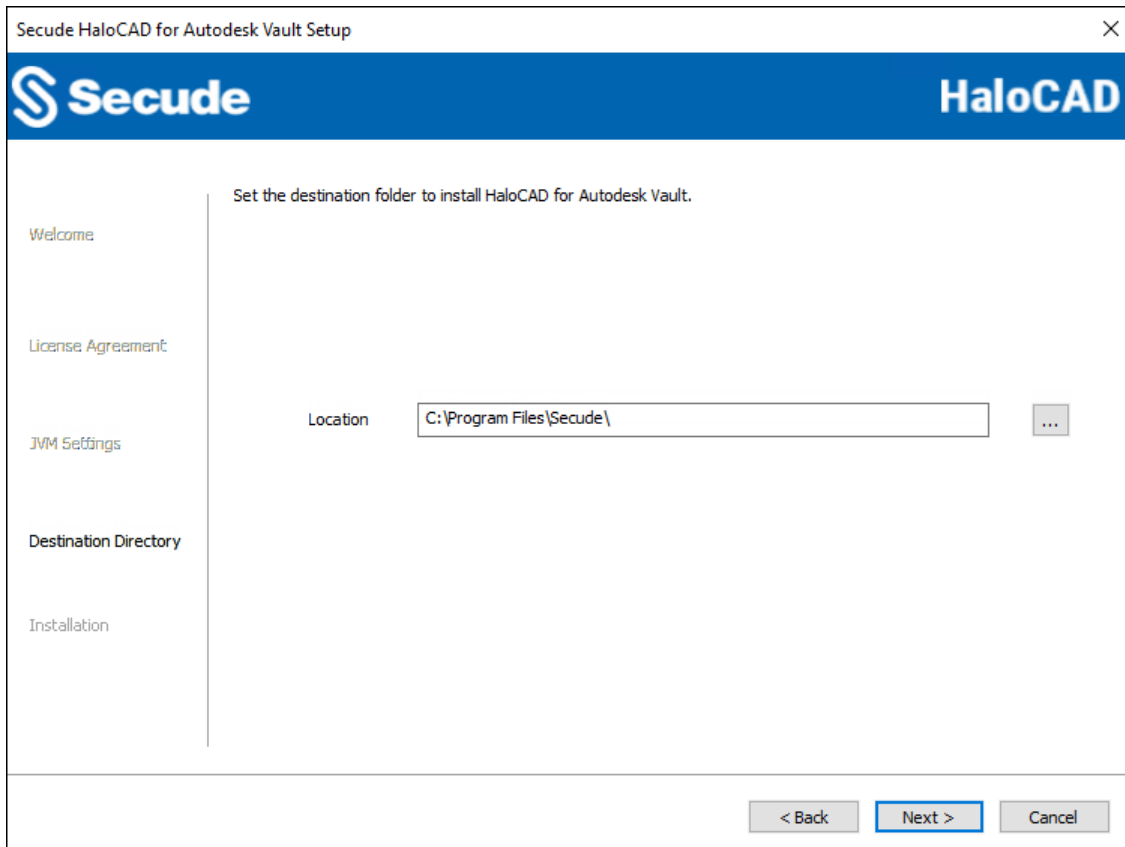 Secude HaloCAD for Autodesk Vault Setup
Secude
HaloCAD
Set the destination folder to install HaloCAD for Autodesk Vault.
Welcome
License Agreement
Location
C:\Program Files\Secude\
...
JVM Settings
Destination Directory
Installation
< Back
Next >
Cancel